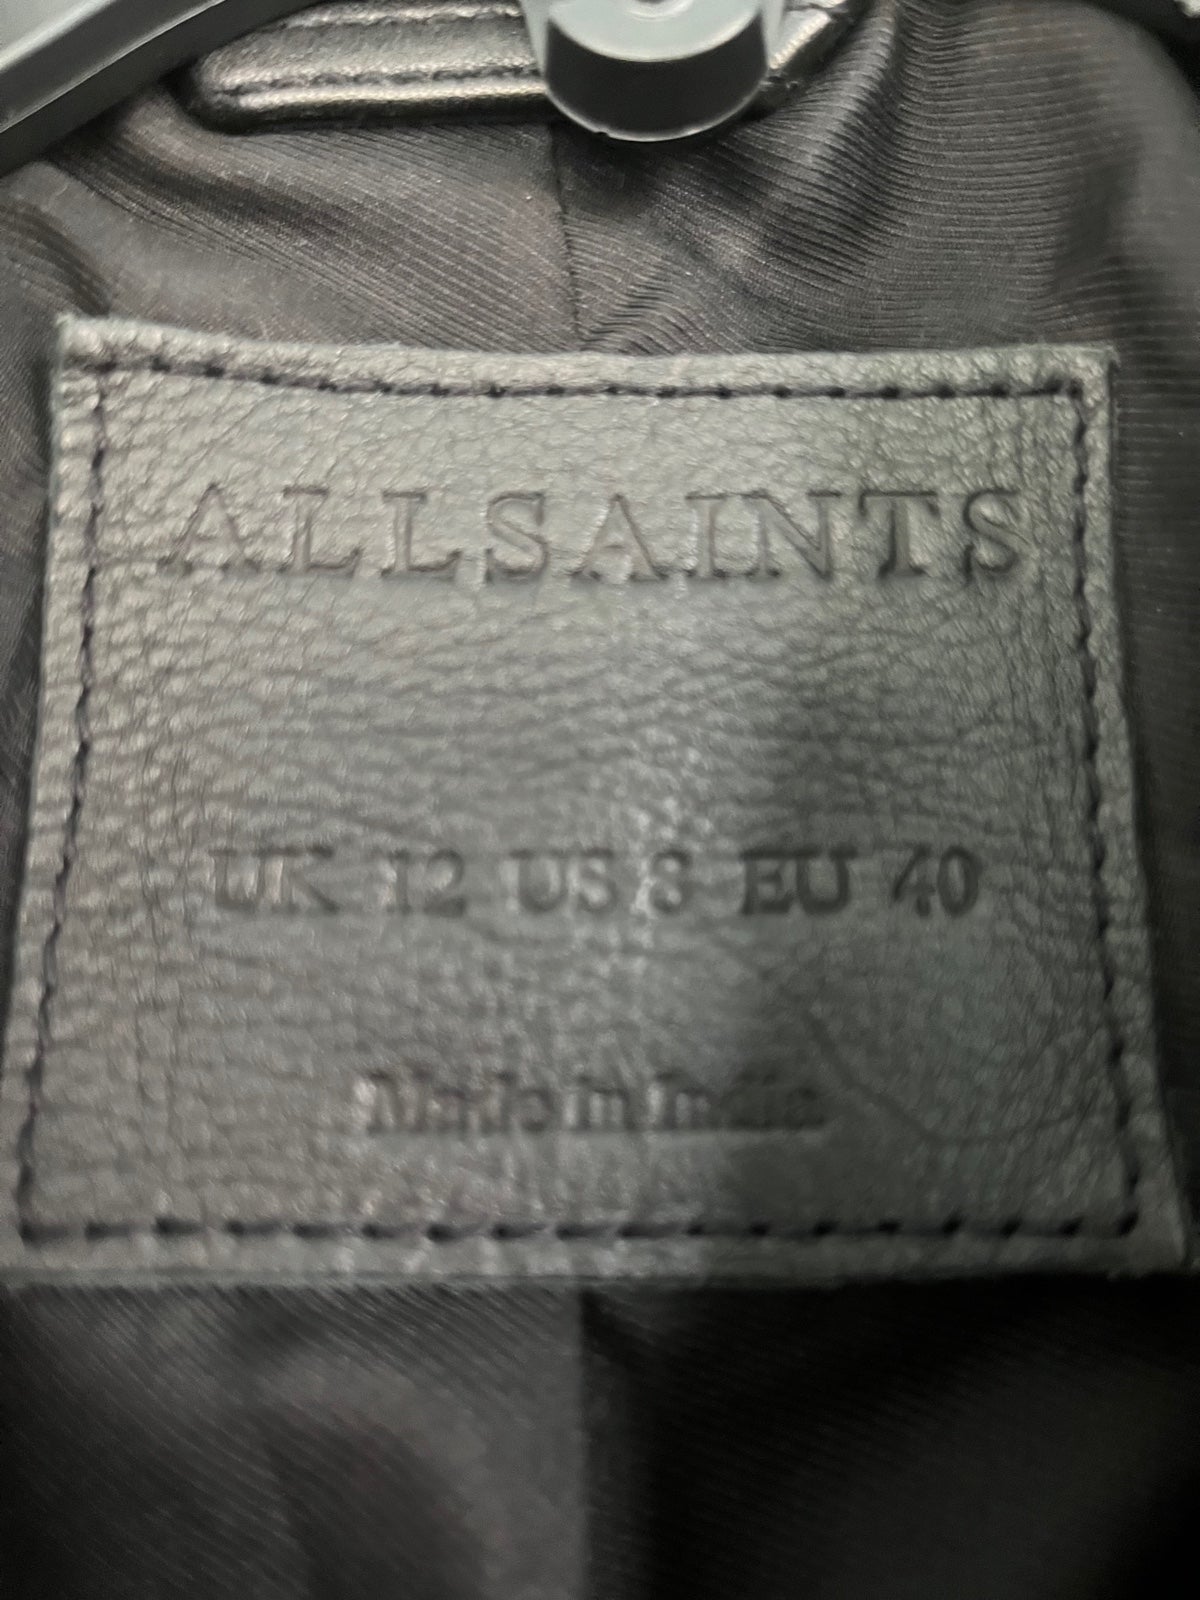 ALLSAINTS
UK 12 US 8 EU 40
Made in India